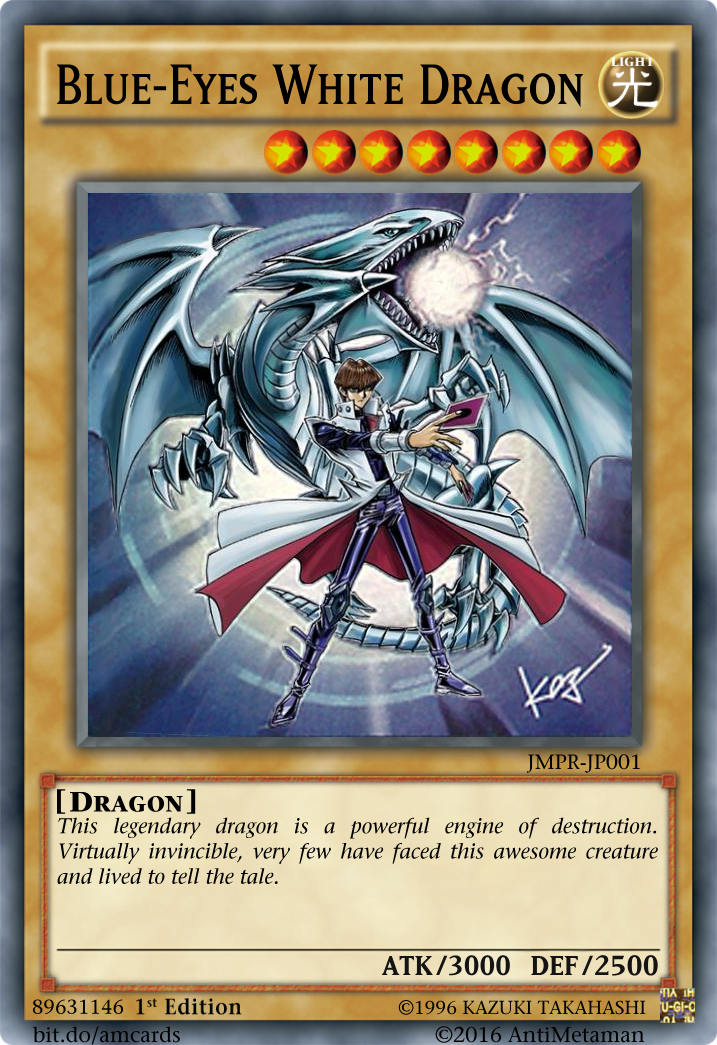 BLUE-EYES WHITE DRAGON
LIGHT
光
Kaz
JMPR-JP001
[DRAGON]
This legendary dragon is a powerful engine of destruction.
Virtually invincible, very few have faced this awesome creature
and lived to tell the tale.
ATK/3000 DEF/2500
89631146 1st Edition ©1996 KAZUKI TAKAHASHI
bit.do/amcards ©2016 AntiMetaman